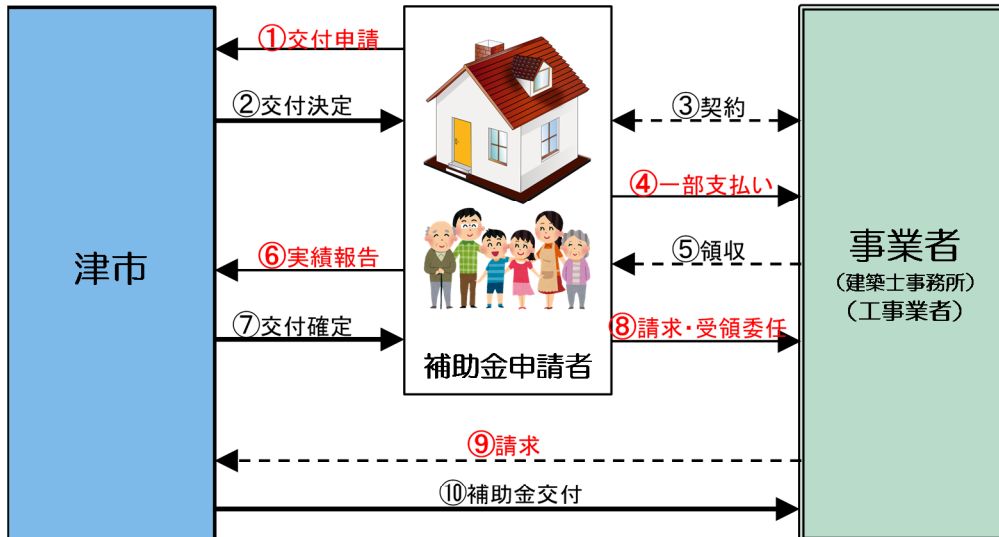 ①交付申請
②交付決定
③契約
④一部支払い
津市
⑥実績報告
⑤領収
事業者
(建築士事務所)
(工事業者)
⑦交付確定
⑧請求・受領委任
補助金申請者
⑨請求
⑩補助金交付